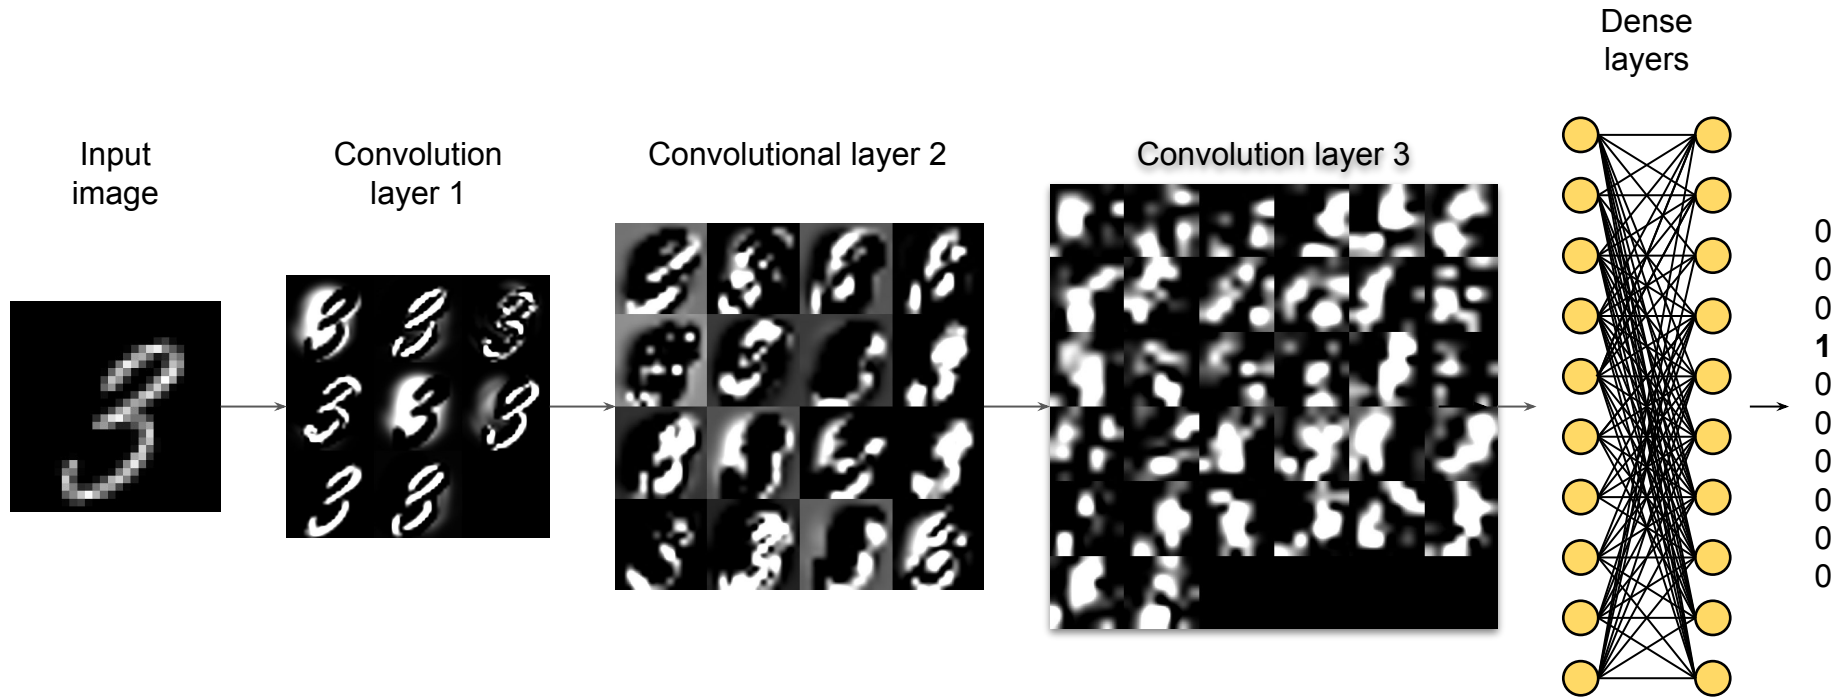 Input
image
Convolution
layer 1
Convolutional layer 2
Convolution layer 3
Dense
layers
0
0
0
1
0
0
0
0
0
0